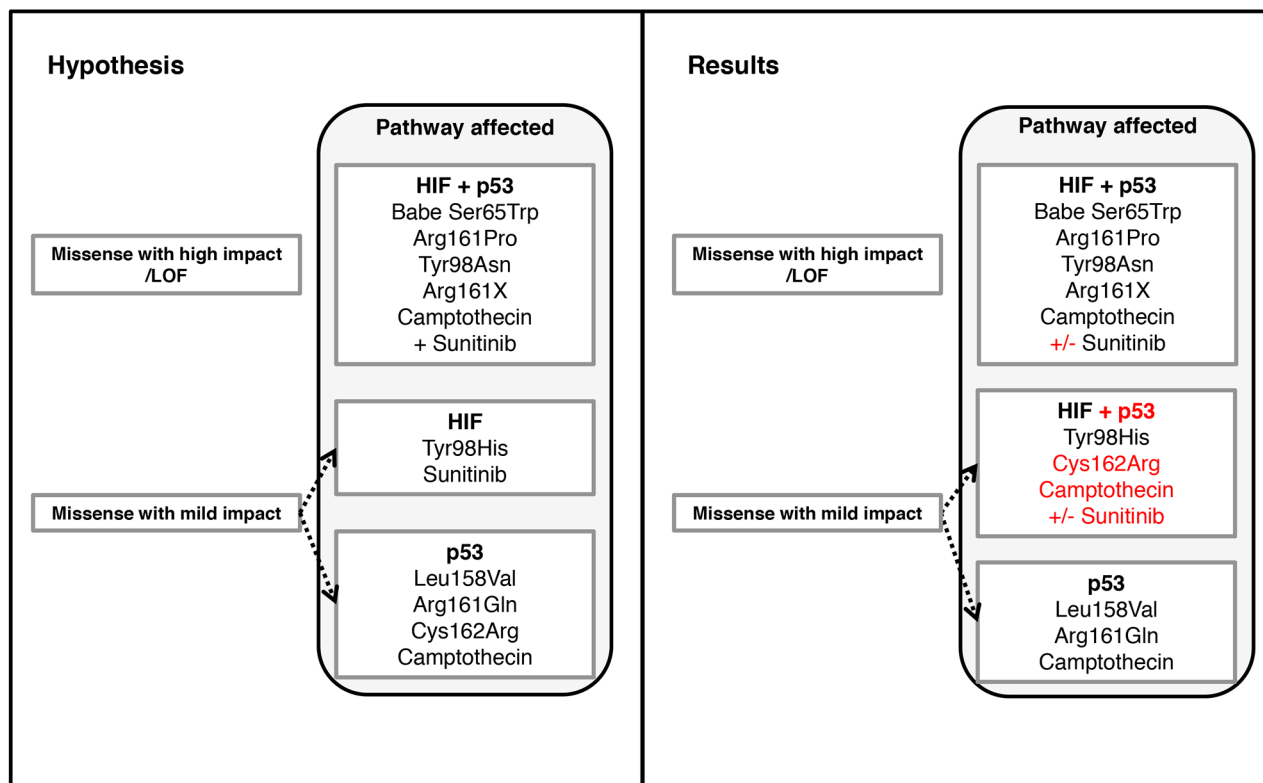 Hypothesis
Pathway affected
Missense with high impact
/LOF
HIF + p53
Babe Ser65Trp
Arg161Pro
Tyr98Asn
Arg161X
Camptothecin
+ Sunitinib
Missense with mild impact
HIF
Tyr98His
Sunitinib
p53
Leu158Val
Arg161Gln
Cys162Arg
Camptothecin
Results
Pathway affected
Missense with high impact
/LOF
HIF + p53
Babe Ser65Trp
Arg161Pro
Tyr98Asn
Arg161X
Camptothecin
+/- Sunitinib
Missense with mild impact
HIF + p53
Tyr98His
Cys162Arg
Camptothecin
+/- Sunitinib
p53
Leu158Val
Arg161Gln
Camptothecin